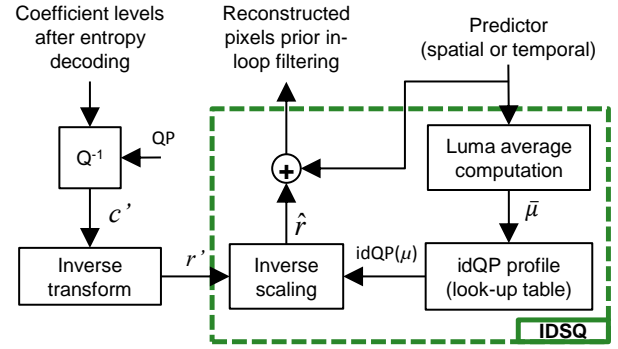 Coefficient levels
after entropy
decoding
Reconstructed
pixels prior in-
loop filtering
Predictor
(spatial or temporal)
Q⁻¹
QP
+
Luma average
computation
c’
r̂
μ̄
Inverse
transform
r’
Inverse
scaling
idQP(μ)
idQP profile
(look-up table)
IDSQ